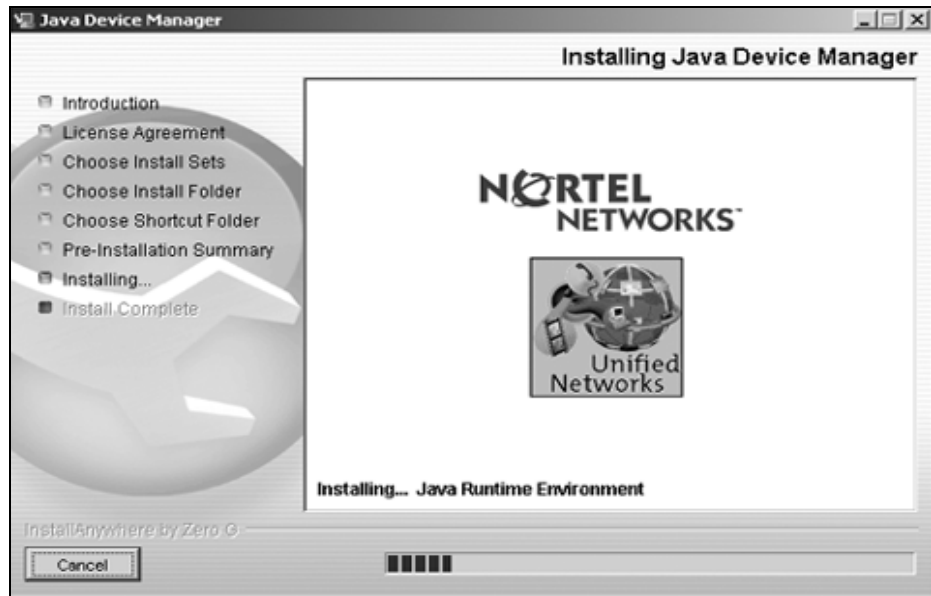 Java Device Manager
Installing Java Device Manager
Introduction
License Agreement
Choose Install Sets
Choose Install Folder
Choose Shortcut Folder
Pre-Installation Summary
Installing...
Install Complete
NORTEL
NETWORKS™
Unified
Networks
Installing... Java Runtime Environment
InstallAnywhere by Zero G
Cancel